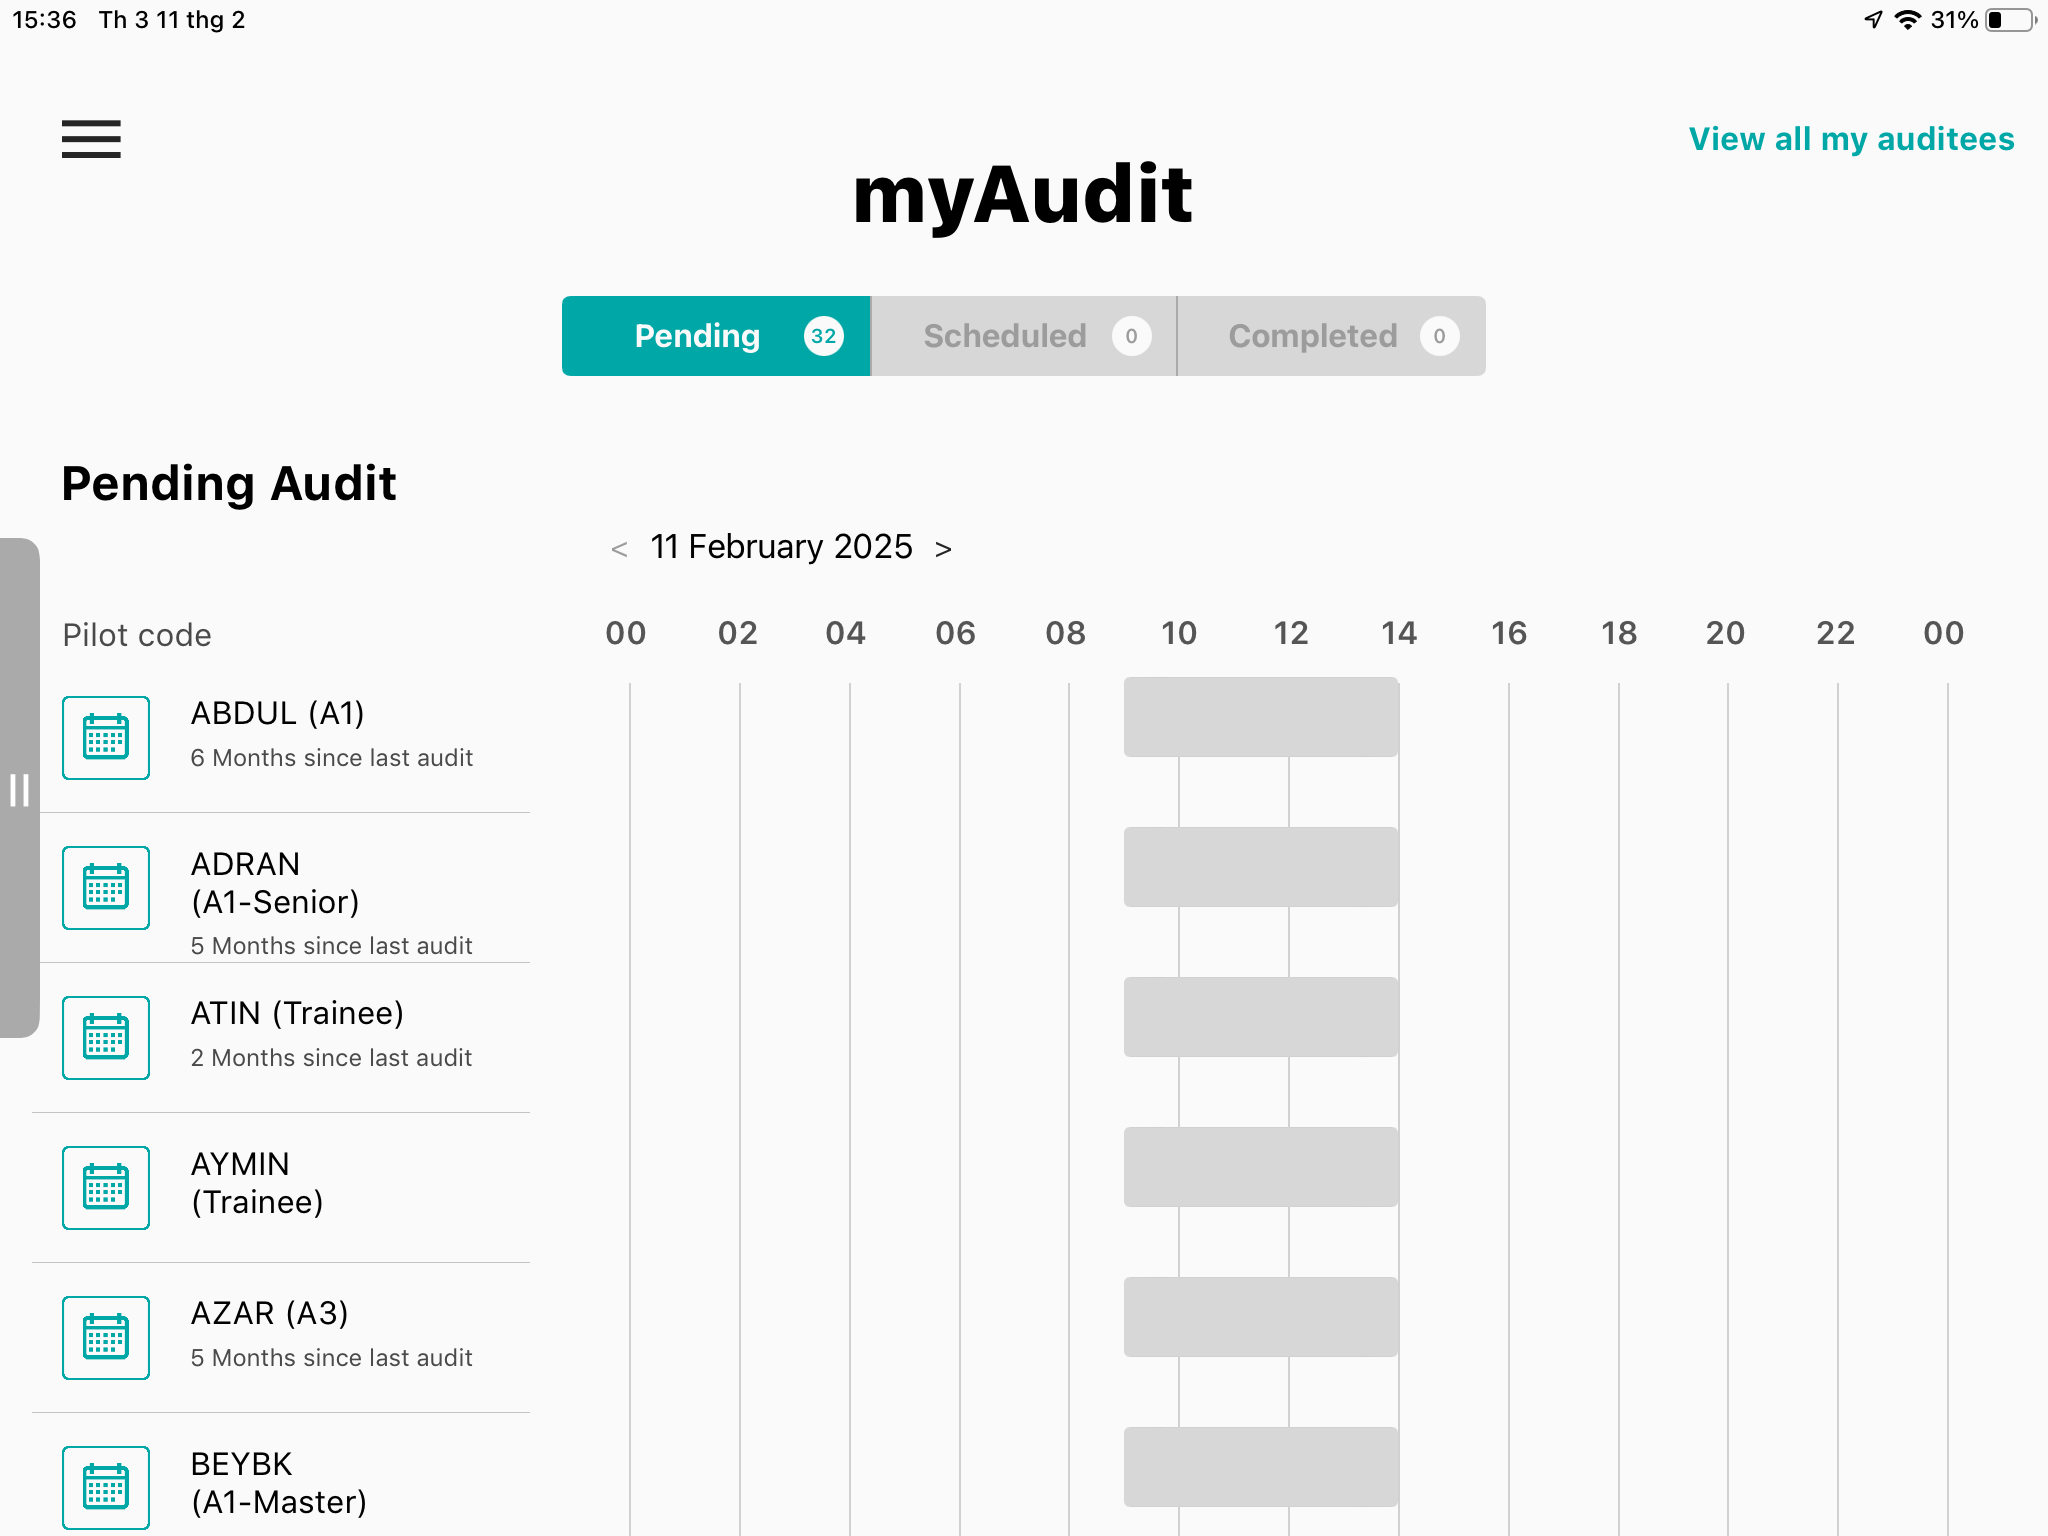 15:36 Th 3 11 thg 2
31%
View all my auditees
myAudit
Pending 32 Scheduled 0 Completed 0
Pending Audit
< 11 February 2025 >
Pilot code 00 02 04 06 08 10 12 14 16 18 20 22 00
ABDUL (A1)
6 Months since last audit
ADRAN
(A1-Senior)
5 Months since last audit
ATIN (Trainee)
2 Months since last audit
AYMIN
(Trainee)
AZAR (A3)
5 Months since last audit
BEYBK
(A1-Master)